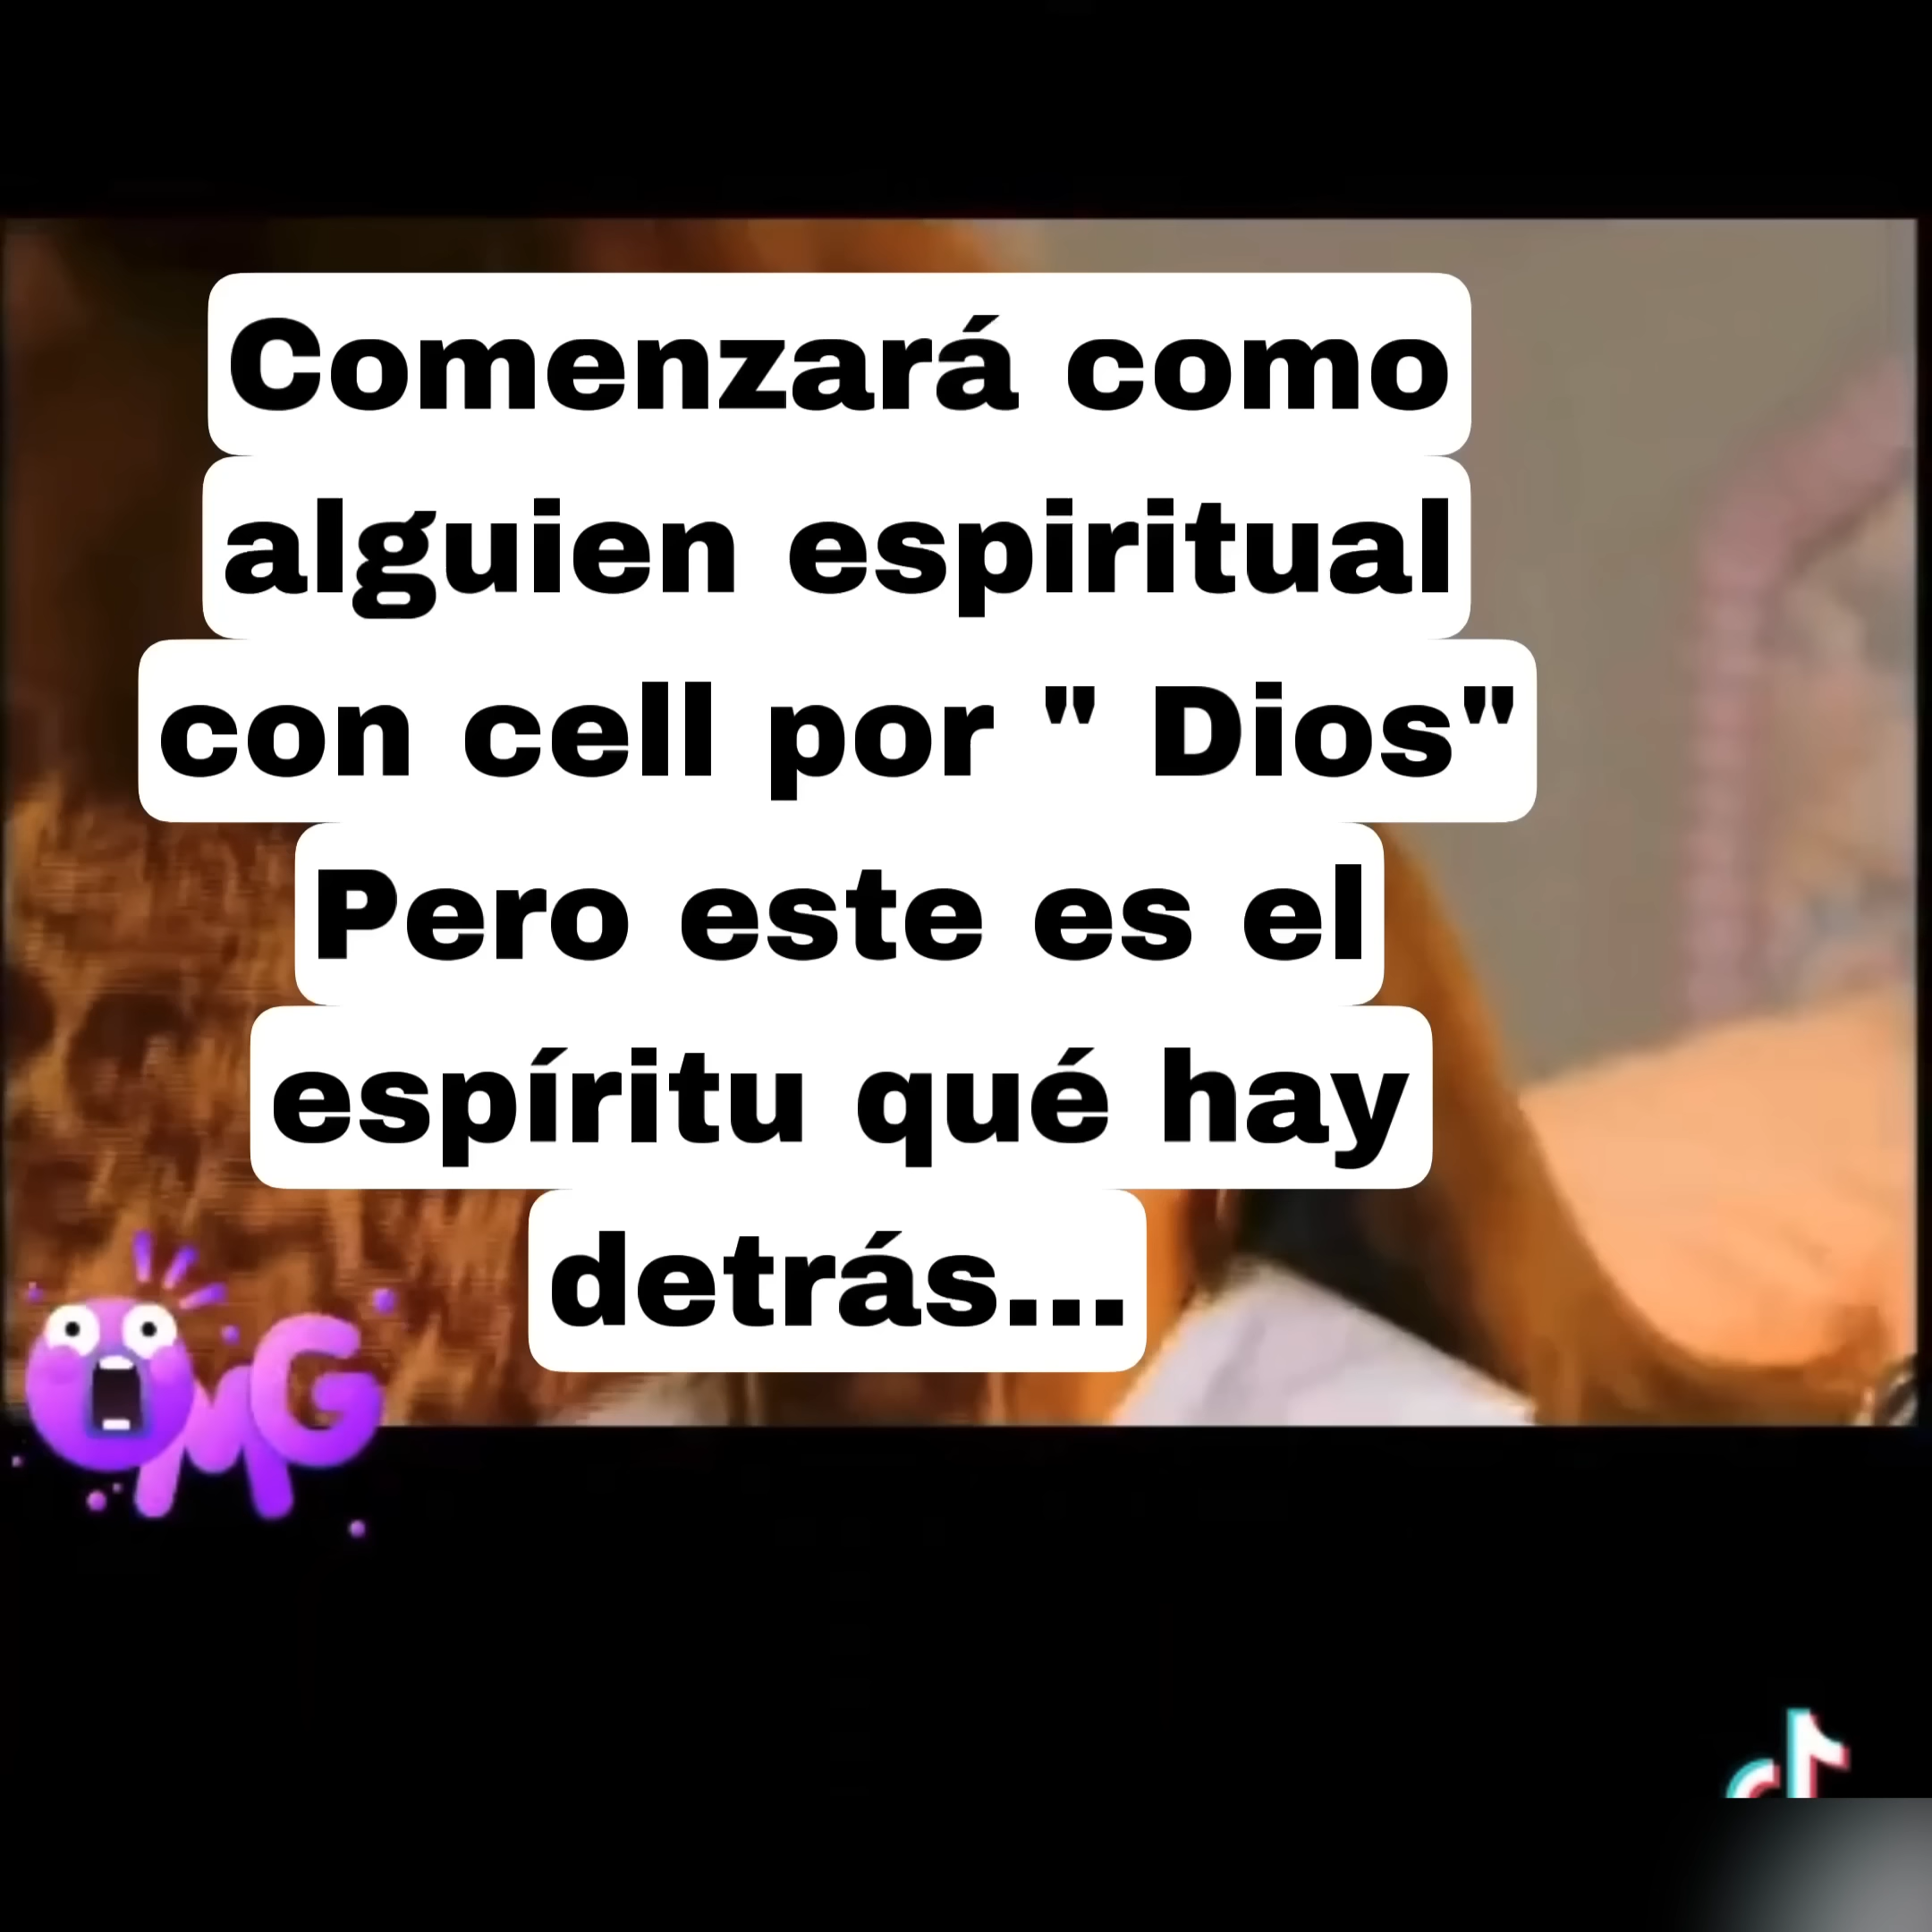 Comenzará como
alguien espiritual
con cell por " Dios"
Pero este es el
espíritu qué hay
detrás...
OMG